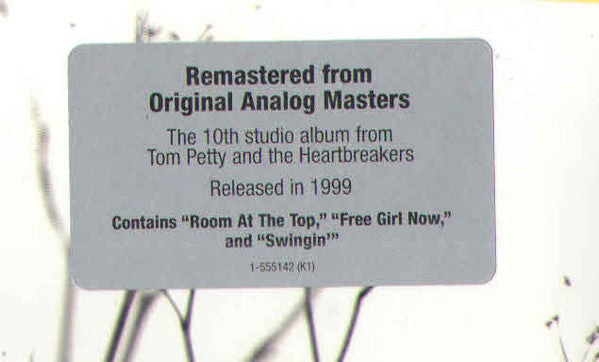 Remastered from
Original Analog Masters
The 10th studio album from
Tom Petty and the Heartbreakers
Released in 1999
Contains “Room At The Top,” “Free Girl Now,”
and “Swingin’”
1-555142 (K1)